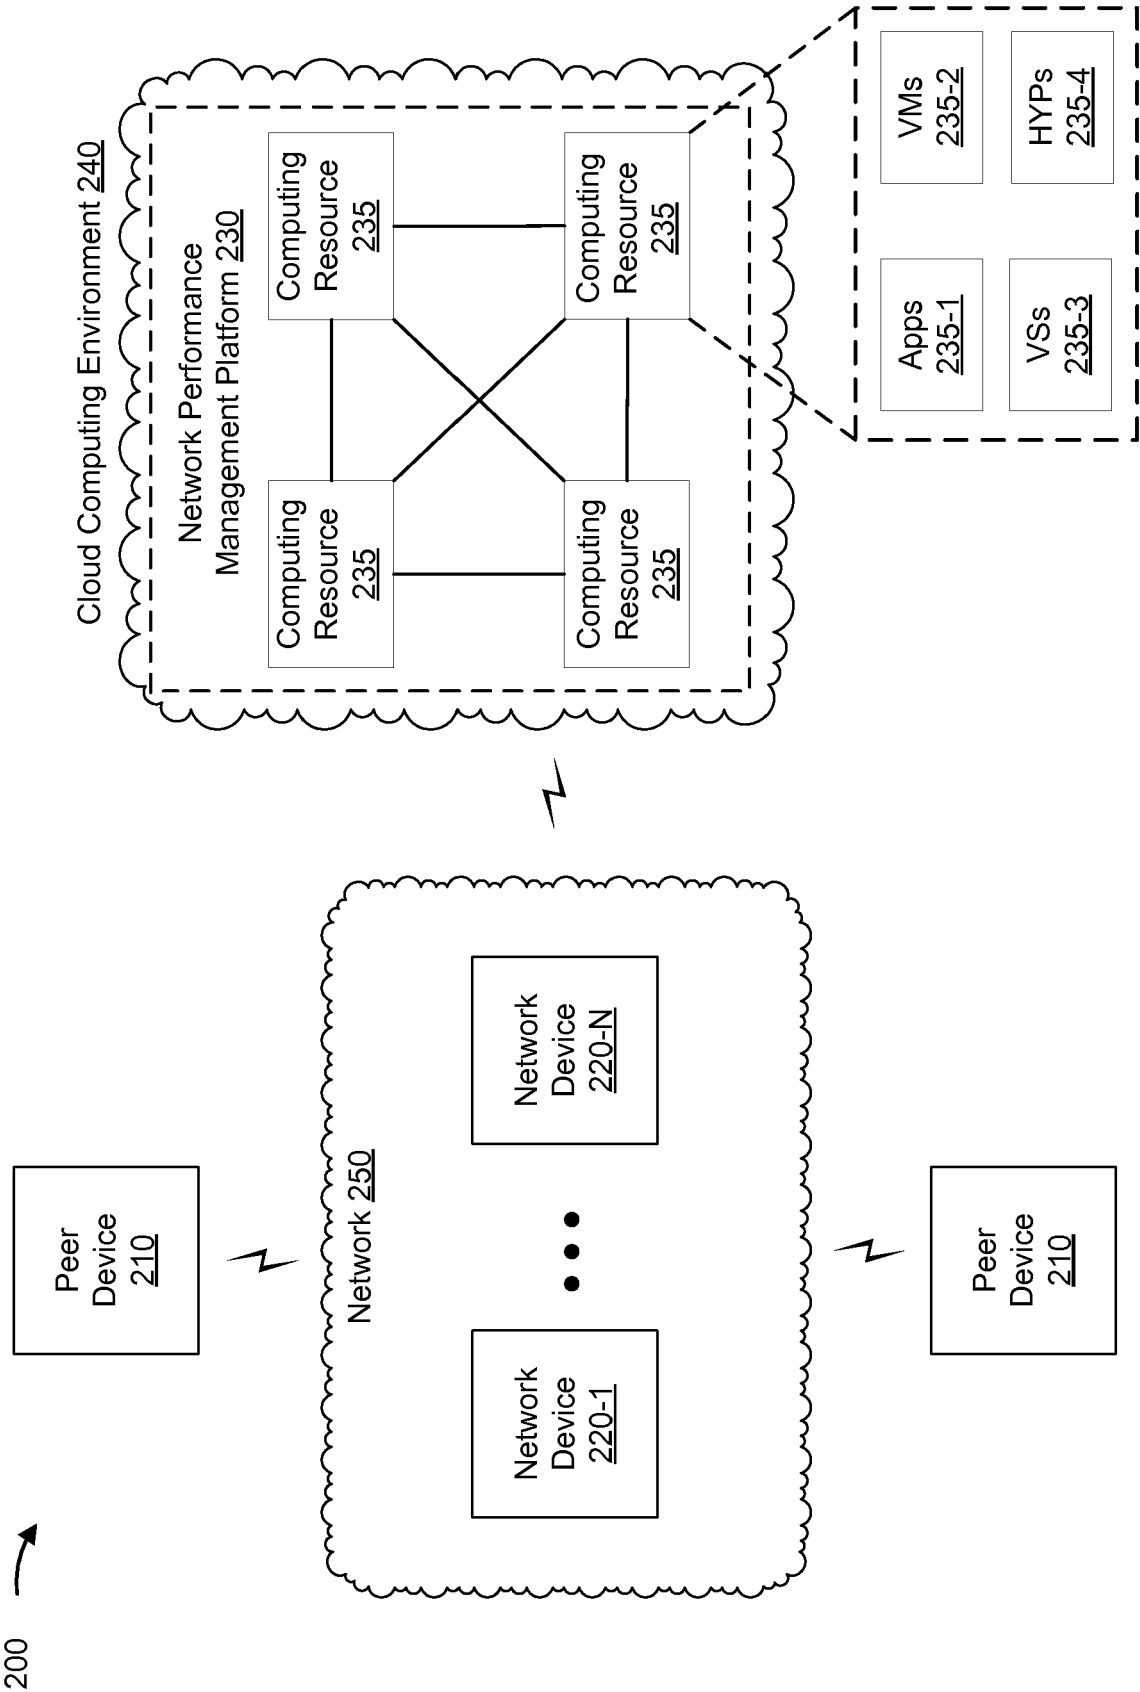 200
Cloud Computing Environment 240
Network Performance
Management Platform 230
Computing
Resource
235
Computing
Resource
235
Computing
Resource
235
Computing
Resource
235
Apps
235-1
VMs
235-2
VSs
235-3
HYPs
235-4
Peer
Device
210
Network 250
Network
Device
220-1
Network
Device
220-N
Peer
Device
210